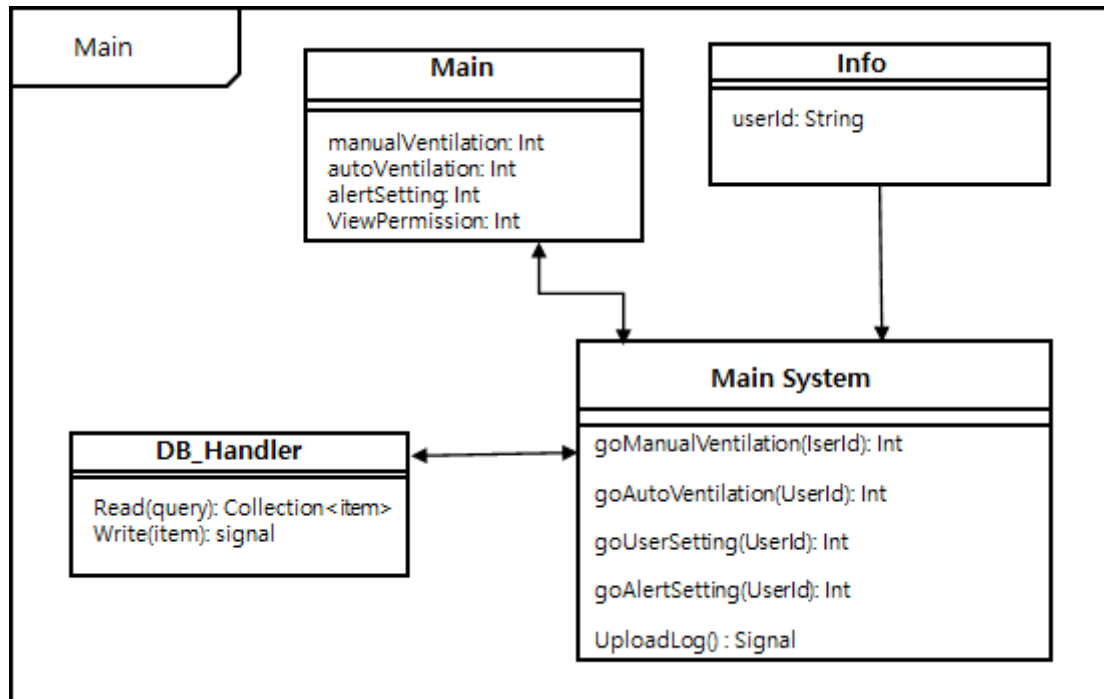 Main
Main
manualVentilation: Int
autoVentilation: Int
alertSetting: Int
ViewPermission: Int
Info
userId: String
Main System
goManualVentilation(IserId): Int
goAutoVentilation(UserId): Int
goUserSetting(UserId): Int
goAlertSetting(UserId): Int
UploadLog() : Signal
DB_Handler
Read(query): Collection<item>
Write(item): signal